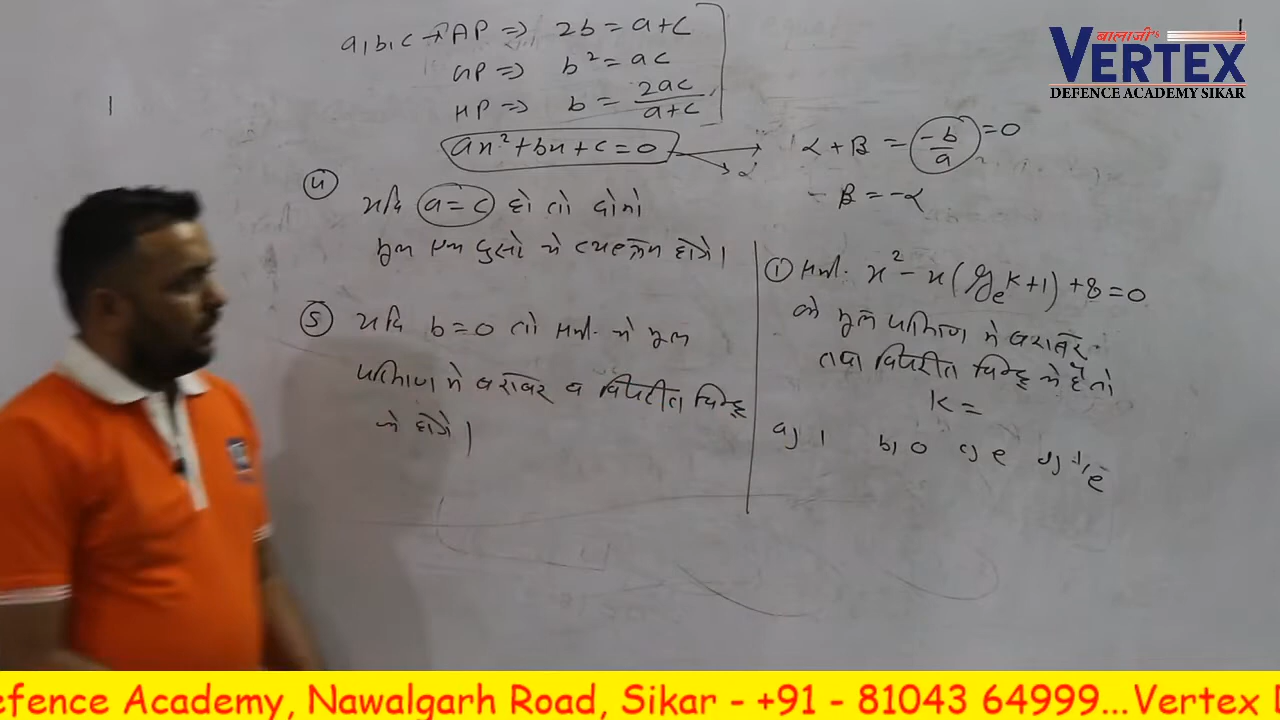 a, b, c → AP ⇒ 2b = a+c
GP ⇒ b² = ac
HP ⇒ b = 2ac/a+c
ax²+bx+c=0
α + β = -b/a = 0
α
- β = -α
④ यदि a=c हो तो दोनो
मूल एक दुसरे के व्युत्क्रम होगे।
⑤ यदि b=0 तो समी. के मूल
परिमाण मे बराबर व विपरीत चिन्ह
के होगे।
① समी. x² - x(log_e k+1) +8=0
के मूल परिमाण मे बराबर
तथा विपरीत चिन्ह के है तो
K =
a) 1 b) 0 c) e d) 1/e
1
बालाजी's
VERTEX
DEFENCE ACADEMY SIKAR
efence Academy, Nawalgarh Road, Sikar - +91 - 81043 64999...Vertex D